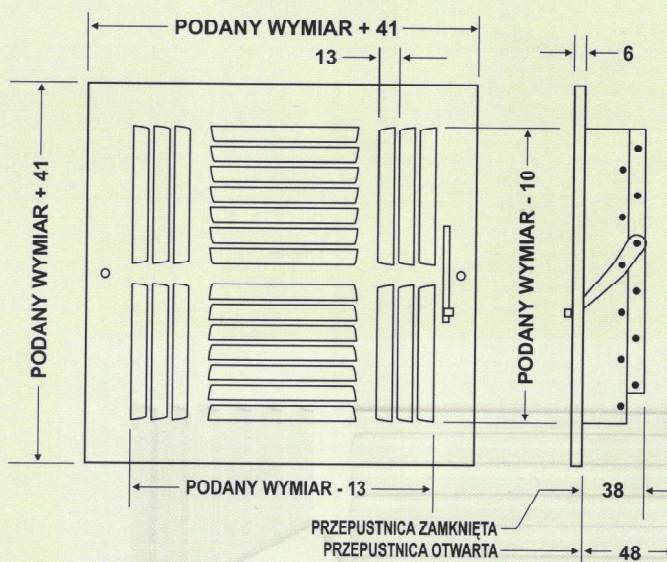 PODANY WYMIAR + 41
13
6
PODANY WYMIAR + 41
PODANY WYMIAR - 10
PODANY WYMIAR - 13
38
PRZEPUSTNICA ZAMKNIĘTA
PRZEPUSTNICA OTWARTA
48